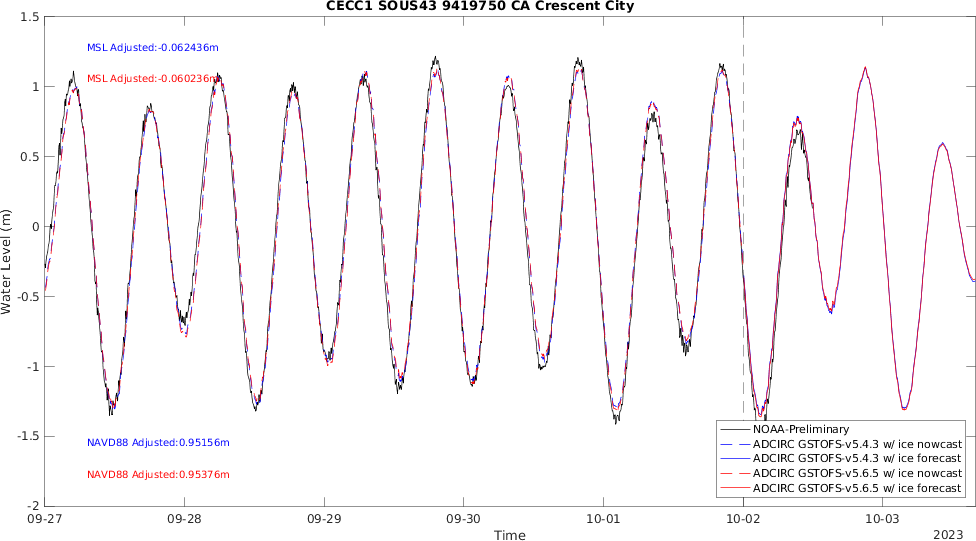 CECC1 SOUS43 9419750 CA Crescent City
1.5
MSL Adjusted:-0.062436m
MSL Adjusted:-0.060236m
1
0.5
0
Water Level (m)
-0.5
-1
-1.5
NAVD88 Adjusted:0.95156m
NAVD88 Adjusted:0.95376m
-2
NOAA-Preliminary
ADCIRC GSTOFS-v5.4.3 w/ ice nowcast
ADCIRC GSTOFS-v5.4.3 w/ ice forecast
ADCIRC GSTOFS-v5.6.5 w/ ice nowcast
ADCIRC GSTOFS-v5.6.5 w/ ice forecast
09-27 09-28 09-29 09-30 10-01 10-02 10-03
Time
2023